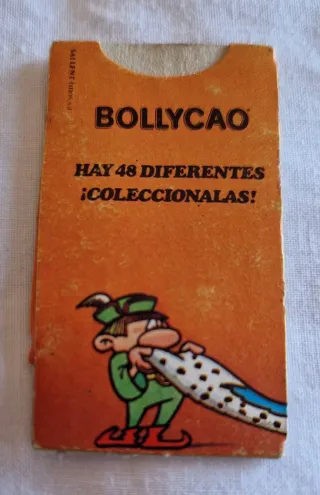 BOLLYCAO
HAY 48 DIFERENTES
¡COLECCIONALAS!